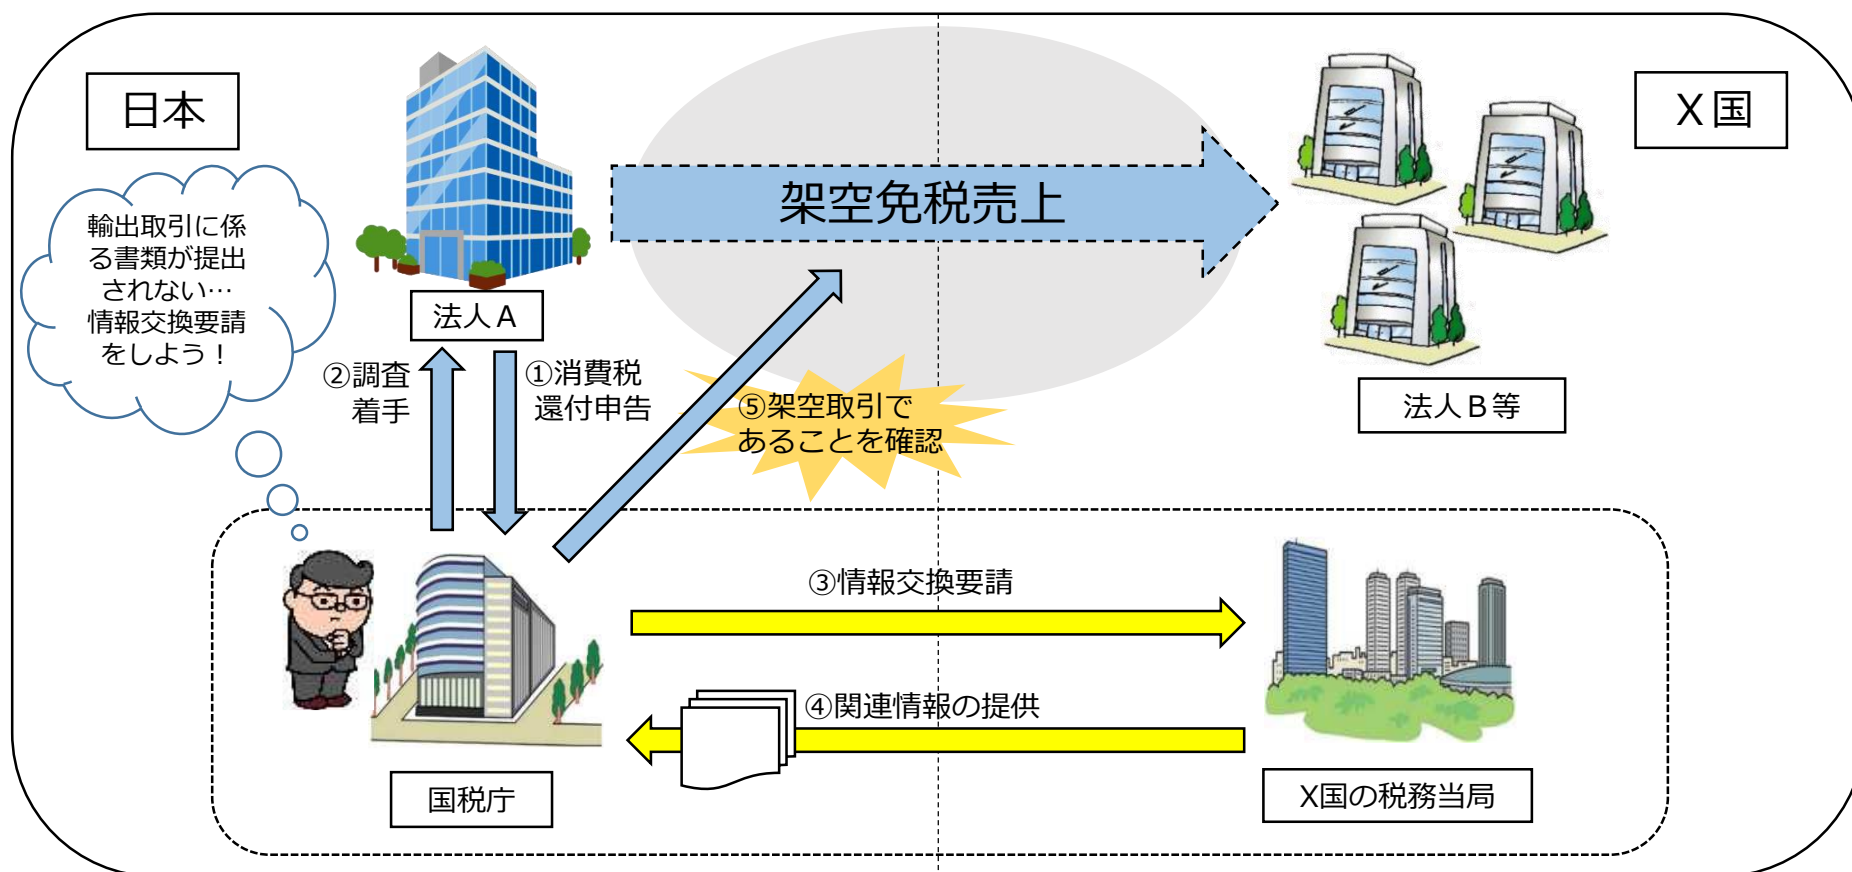 日本
X国
架空免税売上
輸出取引に係
る書類が提出
されない…
情報交換要請
をしよう！
法人A
法人B等
②調査
着手
①消費税
還付申告
⑤架空取引で
あることを確認
③情報交換要請
④関連情報の提供
国税庁
X国の税務当局